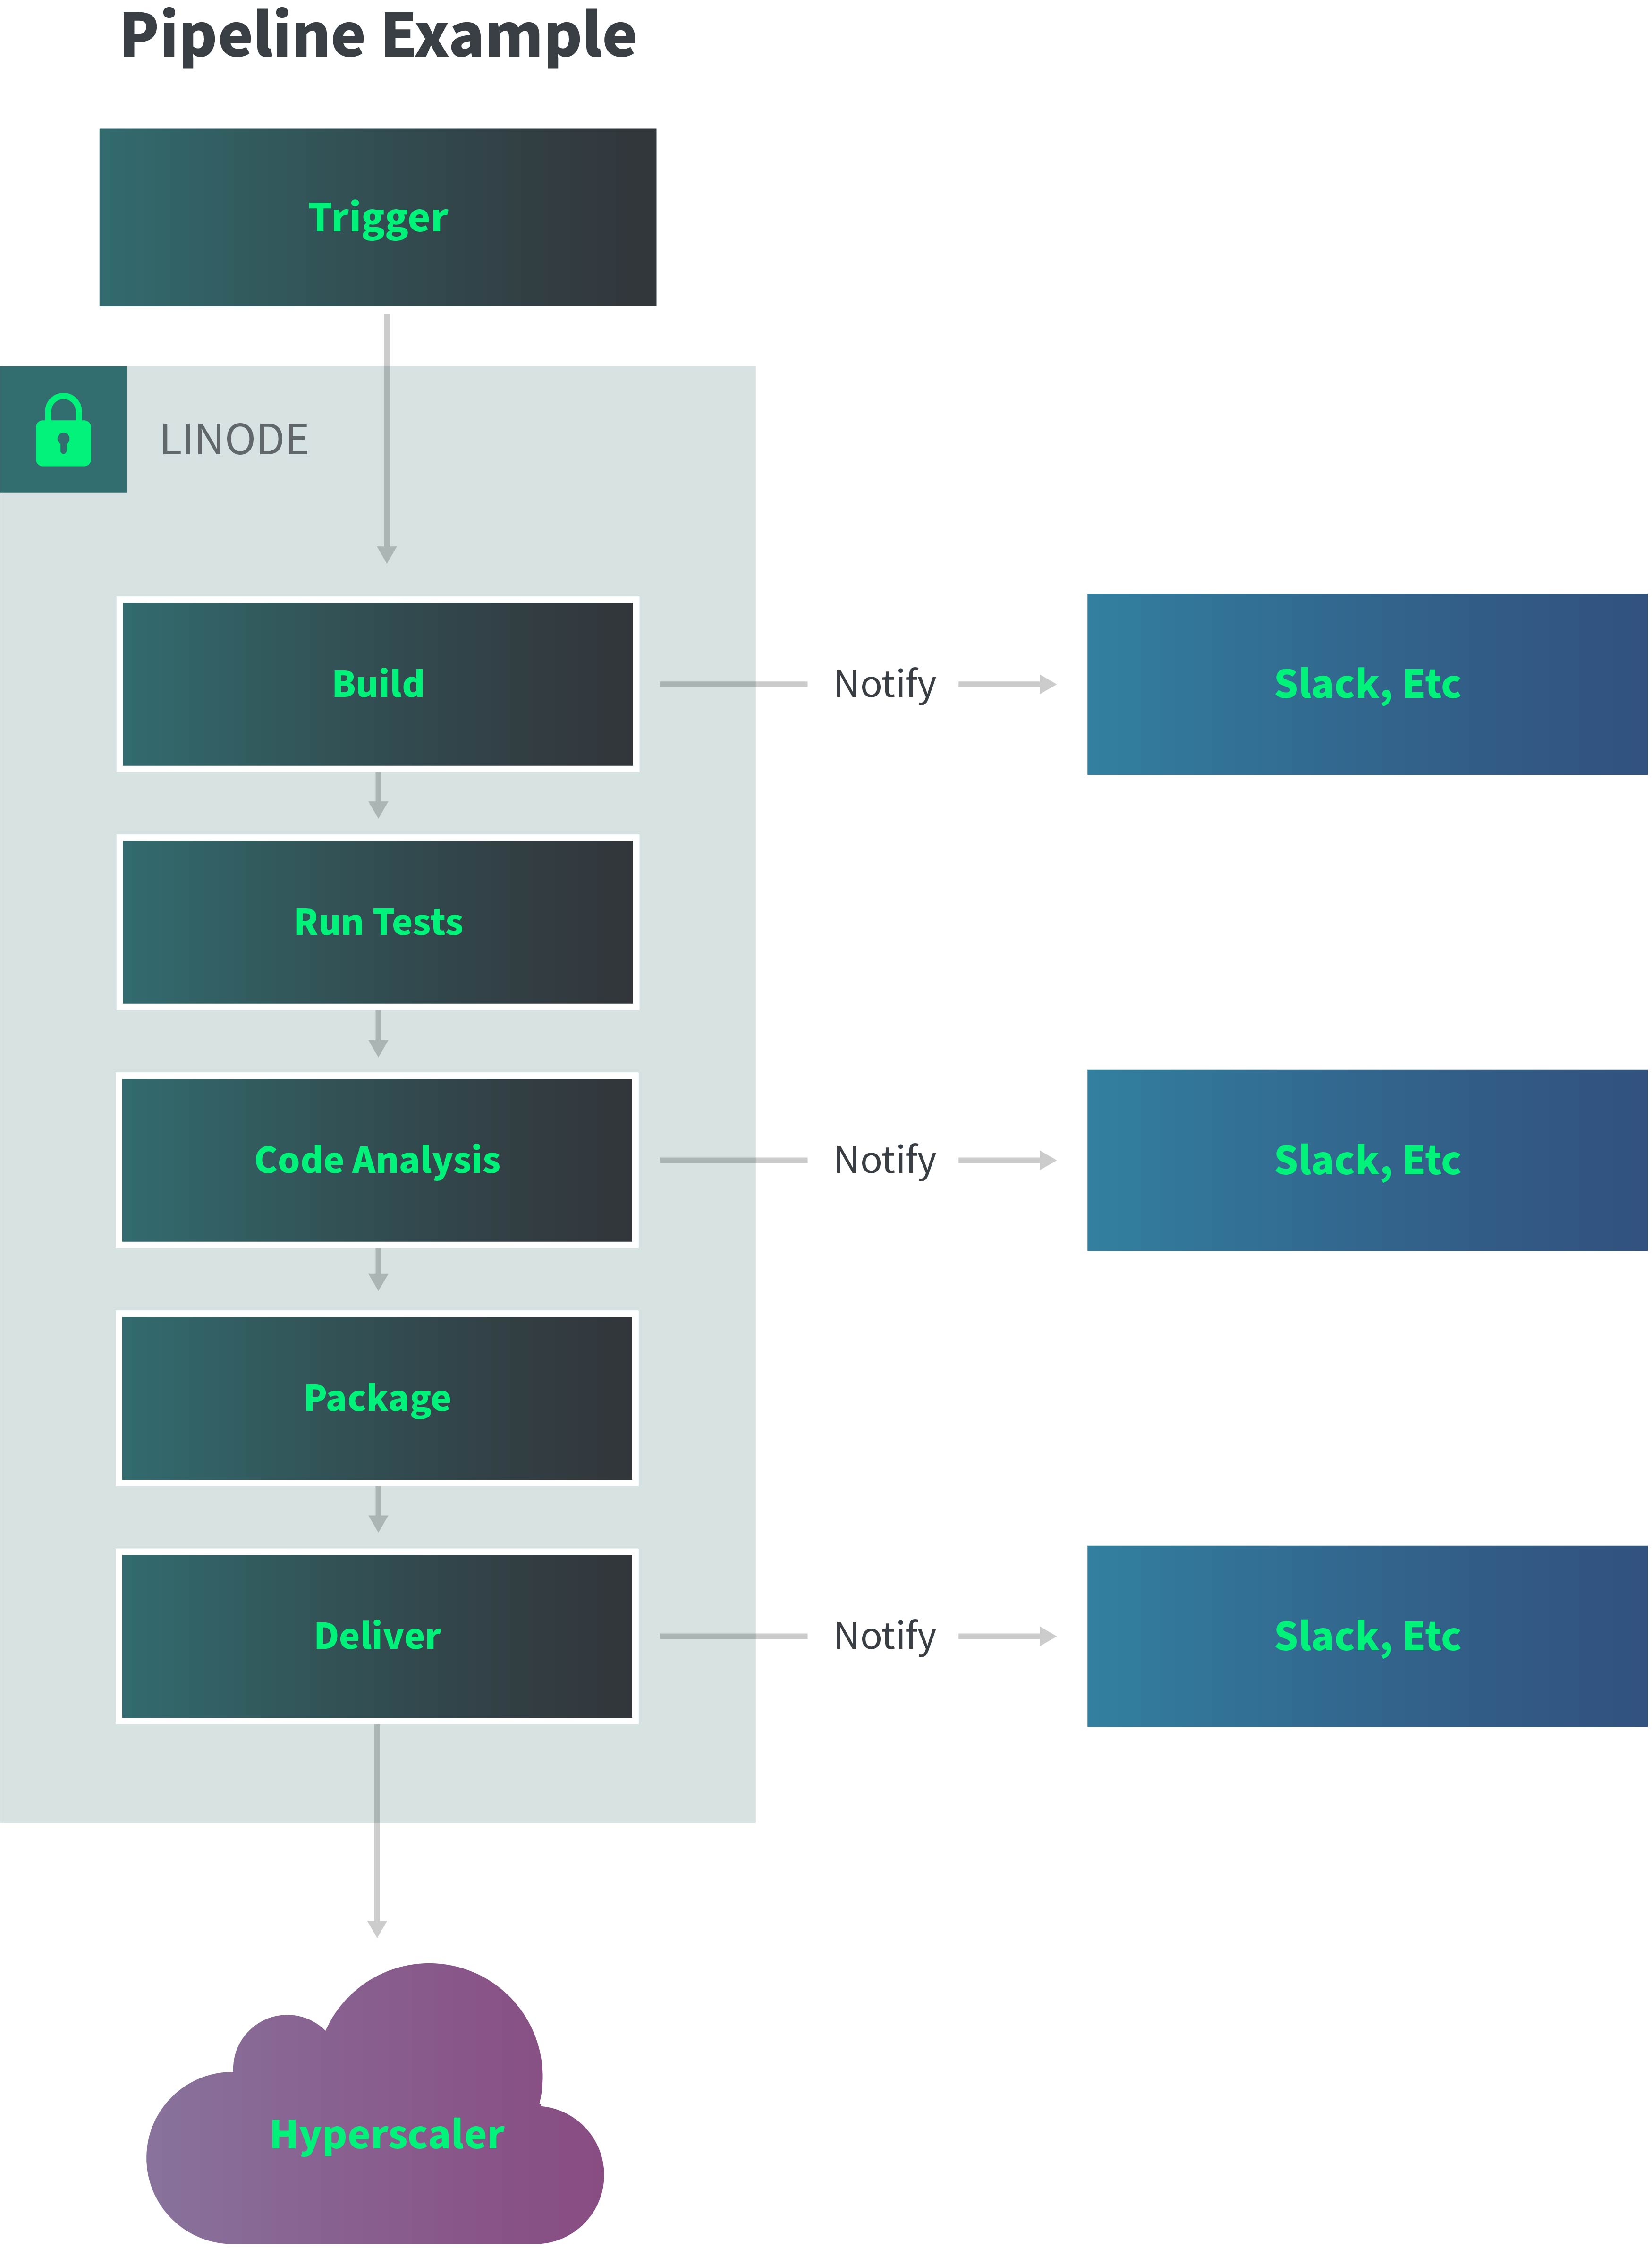 Pipeline Example
Trigger
LINODE
Build
Notify
Slack, Etc
Run Tests
Code Analysis
Notify
Slack, Etc
Package
Deliver
Notify
Slack, Etc
Hyperscaler